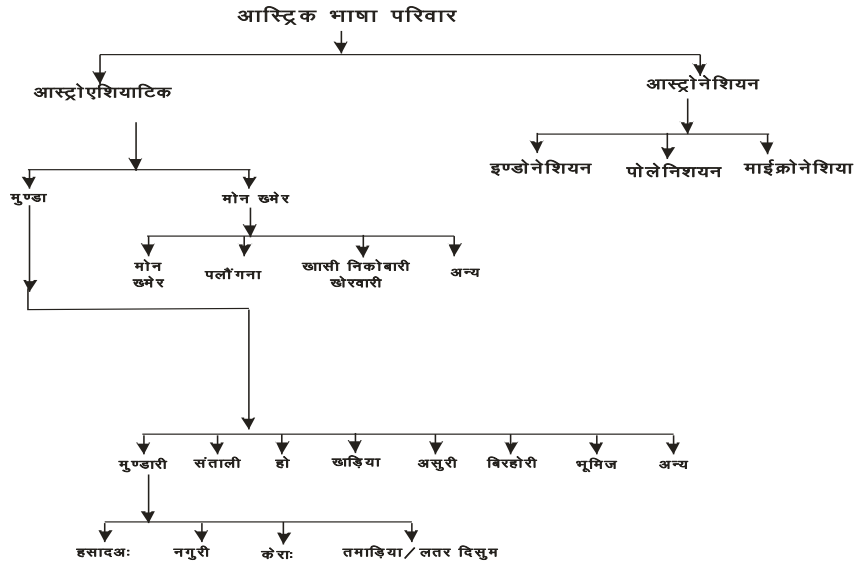 आस्ट्रिक भाषा परिवार
आस्ट्रोएशियाटिक
आस्ट्रोनेशियन
इण्डोनेशियन
पोलेनिशयन
माईक्रोनेशिया
मुण्डा
मोन ख्मेर
मोन
ख्मेर
पलौंगना
खासी निकोबारी
खेरवारी
अन्य
मुण्डारी
संताली
हो
खाड़िया
असुरी
बिरहोरी
भूमिज
अन्य
हसादअः
नगुरी
केराः
तमाड़िया/लतर दिसुम